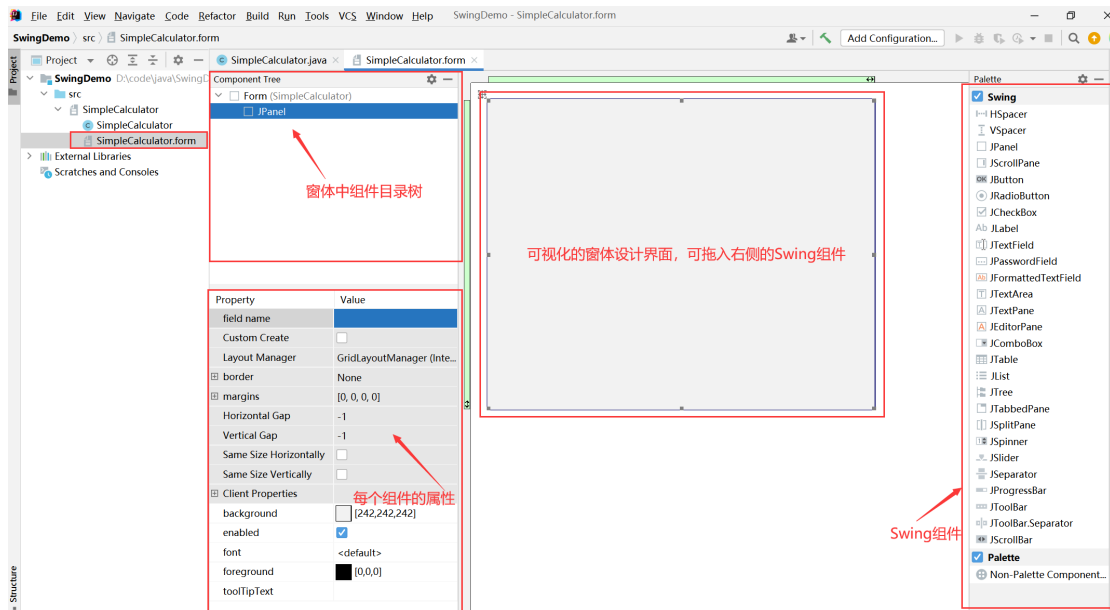 File Edit View Navigate Code Refactor Build Run Tools VCS Window Help SwingDemo - SimpleCalculator.form
SwingDemo src SimpleCalculator.form
Add Configuration...
Project
Project
SwingDemo D:\code\java\SwingD
src
SimpleCalculator
SimpleCalculator
SimpleCalculator.form
External Libraries
Scratches and Consoles
SimpleCalculator.java
SimpleCalculator.form
Component Tree
Form (SimpleCalculator)
JPanel
窗体中组件目录树
Property Value
field name
Custom Create
Layout Manager GridLayoutManager (Inte...
border None
margins [0, 0, 0, 0]
Horizontal Gap -1
Vertical Gap -1
Same Size Horizontally
Same Size Vertically
Client Properties
每个组件的属性
background [242,242,242]
enabled
font <default>
foreground [0,0,0]
toolTipText
可视化的窗体设计界面，可拖入右侧的Swing组件
Palette
Swing
HSpacer
VSpacer
JPanel
JScrollPane
OK JButton
JRadioButton
JCheckBox
Ab JLabel
JTextField
JPasswordField
JFormattedTextField
JTextArea
JTextPane
JEditorPane
JComboBox
JTable
JList
JTree
JTabbedPane
JSplitPane
JSpinner
JSlider
JSeparator
JProgressBar
JToolBar
JToolBar.Separator
JScrollBar
Palette
Non-Palette Component...
Swing组件
Structure